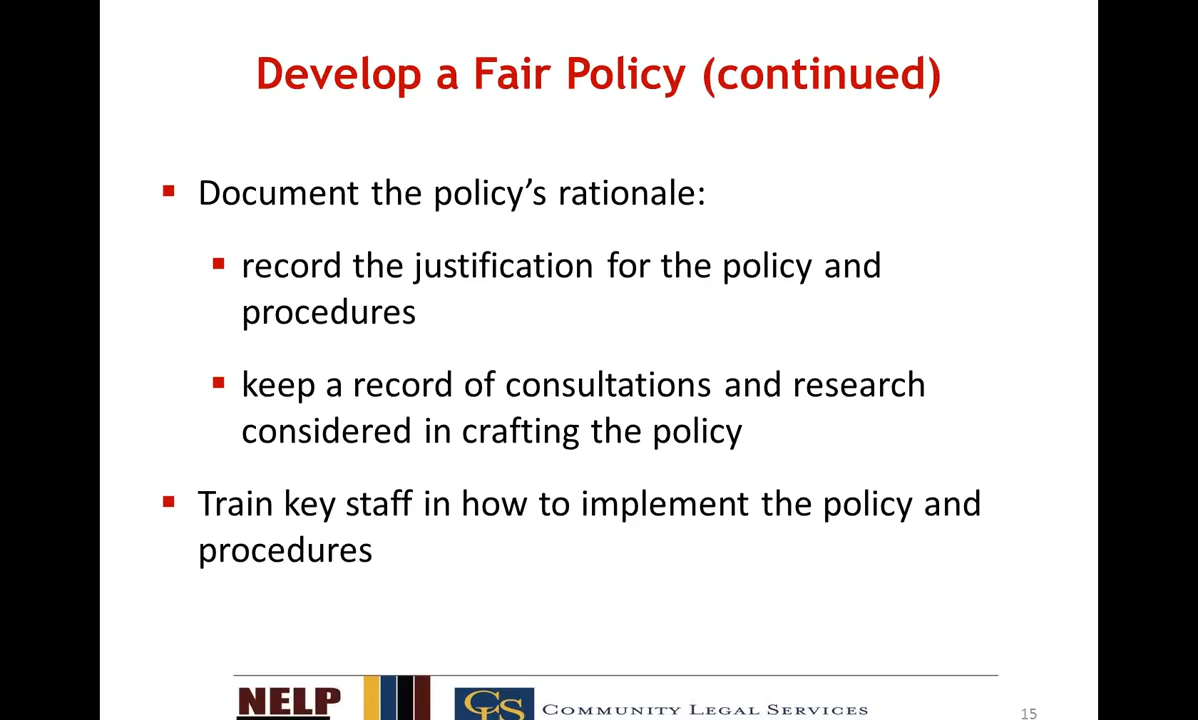 Develop a Fair Policy (continued)
Document the policy’s rationale:
record the justification for the policy and
procedures
keep a record of consultations and research
considered in crafting the policy
Train key staff in how to implement the policy and
procedures
NELP
CLS COMMUNITY LEGAL SERVICES
15